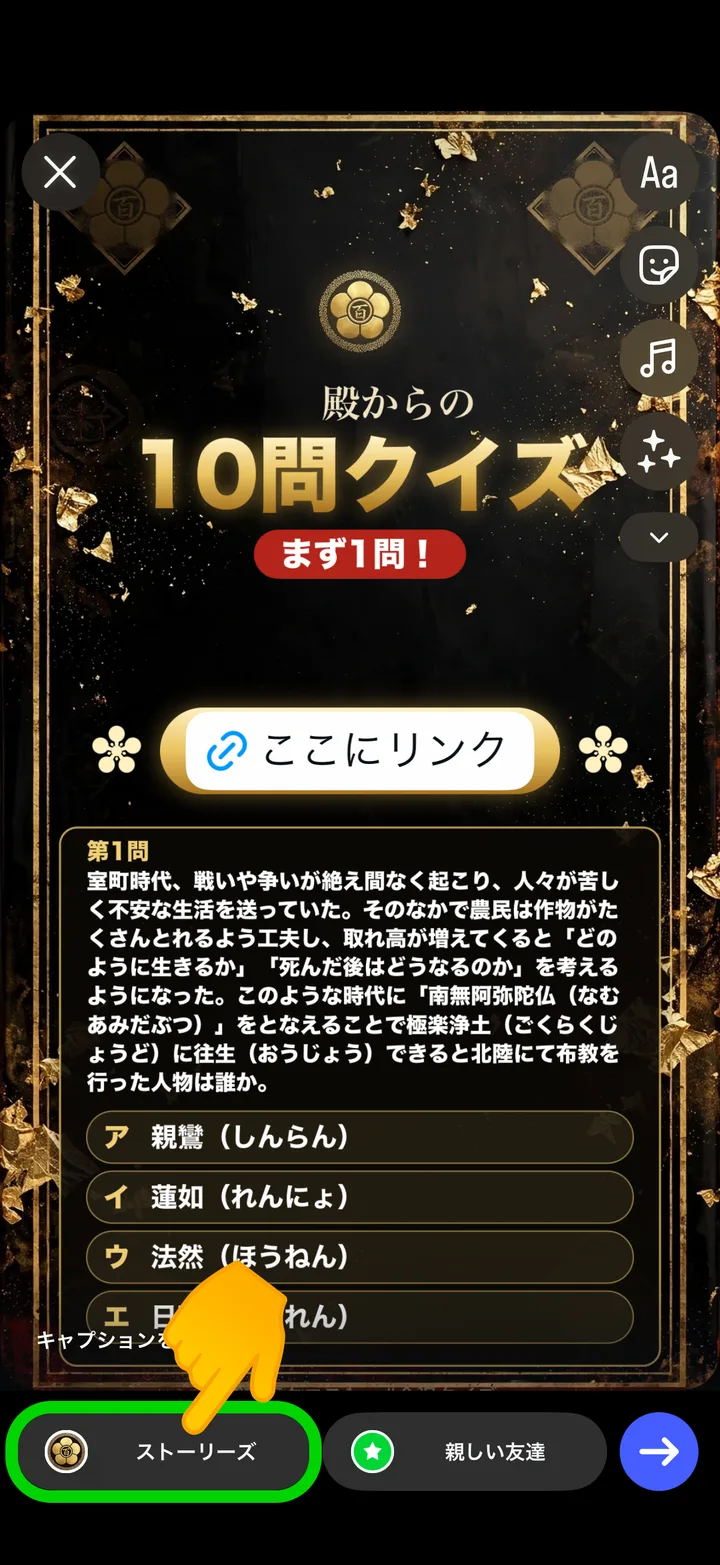 Aa
百
百
百
殿からの
10問クイズ
まず1問！
ここにリンク
第1問
室町時代、戦いや争いが絶え間なく起こり、人々が苦し
く不安な生活を送っていた。そのなかで農民は作物がた
くさんとれるよう工夫し、取れ高が増えてくると「どの
ように生きるか」「死んだ後はどうなるのか」を考える
ようになった。このような時代に「南無阿弥陀仏（なむ
あみだぶつ）」をとなえることで極楽浄土（ごくらくじ
ょうど）に往生（おうじょう）できると北陸にて布教を
行った人物は誰か。
ア 親鸞（しんらん）
イ 蓮如（れんにょ）
ウ 法然（ほうねん）
エ 日 れん）
キャプションを
ストーリーズ
親しい友達